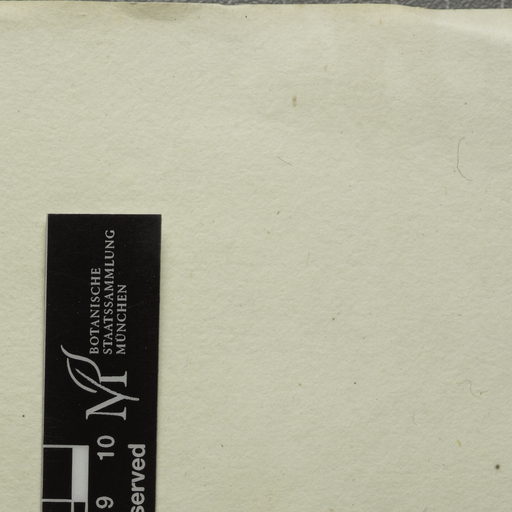 BOTANISCHE
STAATSSAMMLUNG
MÜNCHEN
9 10
served